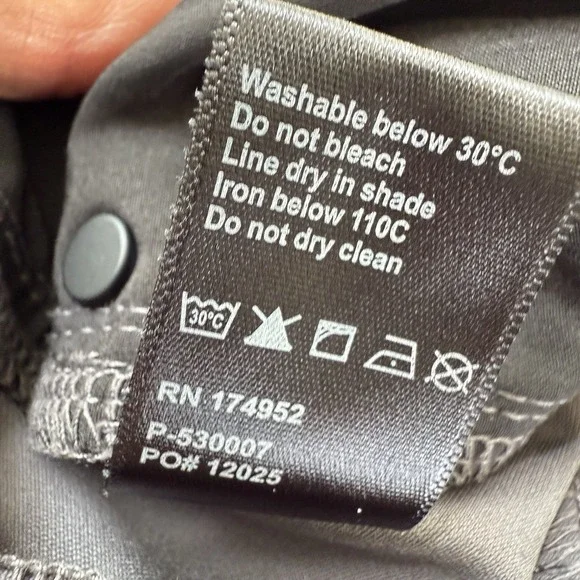 Washable below 30°C
Do not bleach
Line dry in shade
Iron below 110C
Do not dry clean
30°C
RN 174952
P-530007
PO# 12025